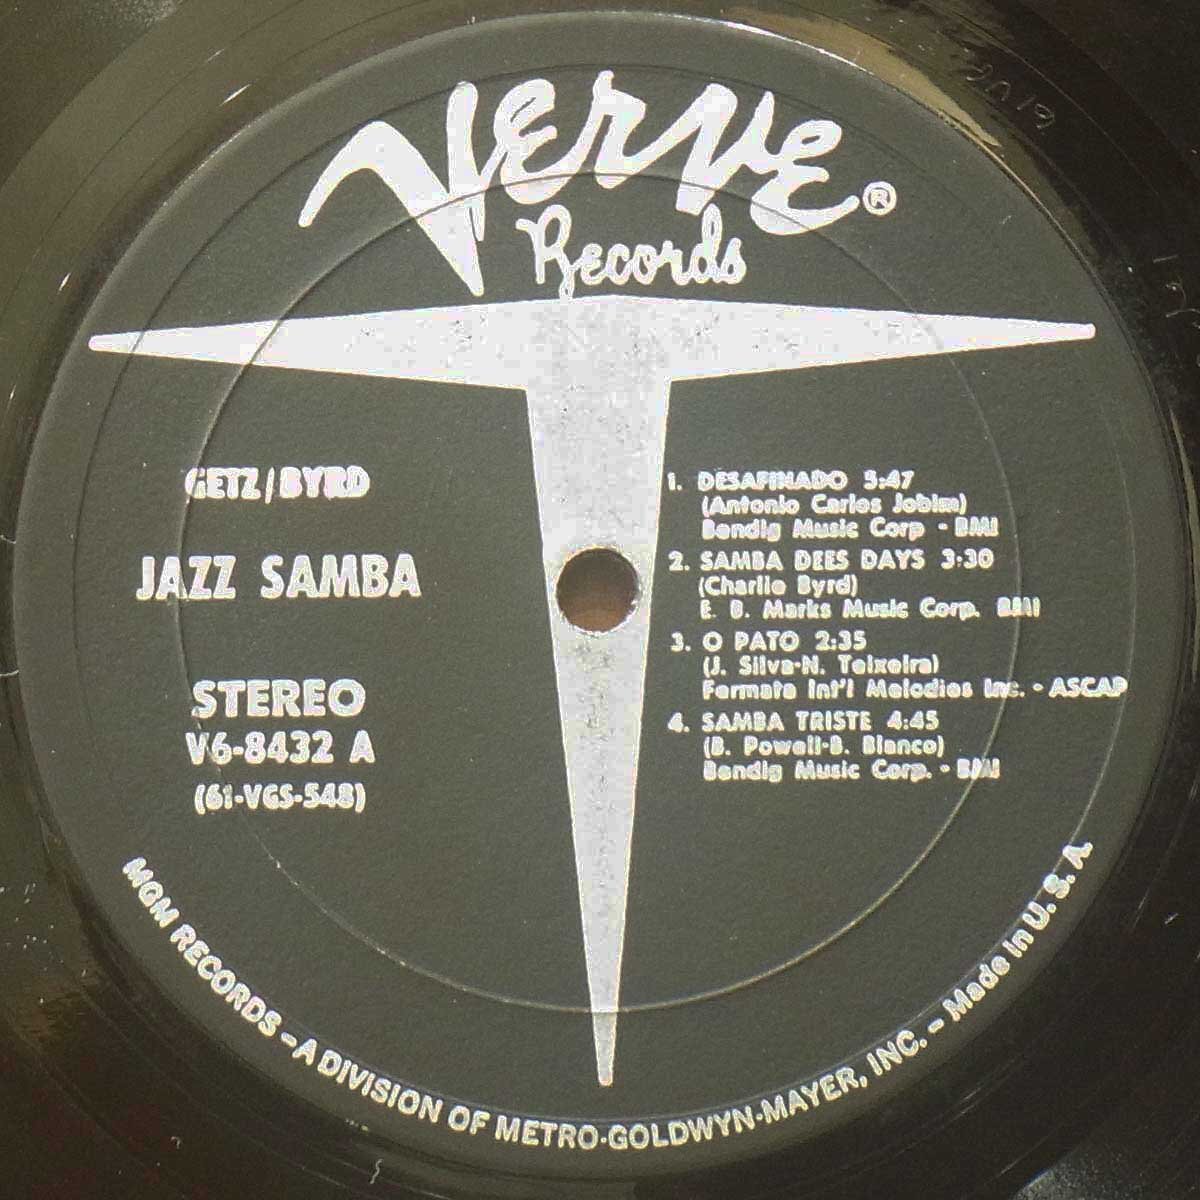 Verve®
Records
GETZ/BYRD
JAZZ SAMBA
STEREO
V6-8432 A
(61-VGS-548)
1. DESAFINADO 5:47
(Antonio Carlos Jobim)
Bendig Music Corp - BMI
2. SAMBA DEES DAYS 3:30
(Charlie Byrd)
E. B. Marks Music Corp. BMI
3. O PATO 2:35
(J. Silva-N. Teixeira)
Fermata Int'l Melodies Inc. - ASCAP
4. SAMBA TRISTE 4:45
(B. Powell-B. Blanco)
Bendig Music Corp. - BMI
MGM RECORDS – A DIVISION OF METRO-GOLDWYN-MAYER, INC. – Made in U. S. A.